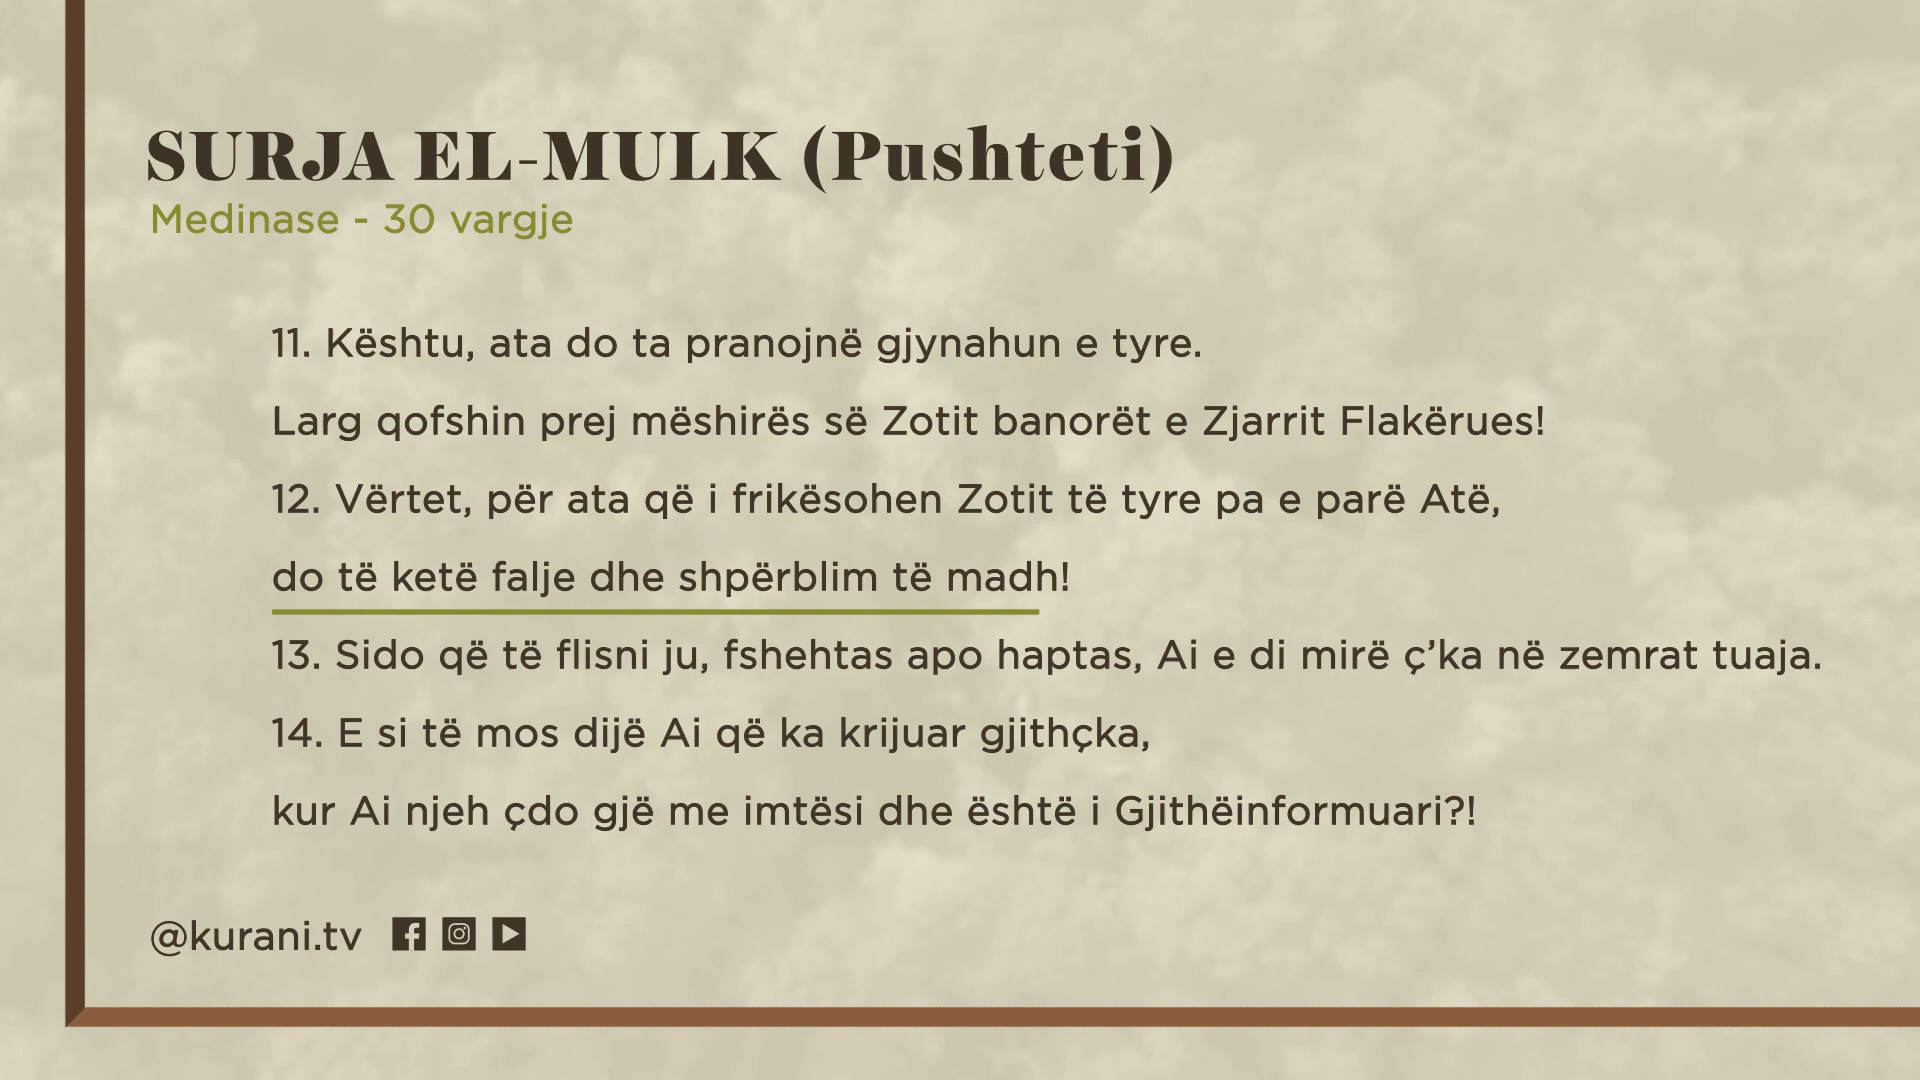 SURJA EL-MULK (Pushteti)
Medinase - 30 vargje
11. Kështu, ata do ta pranojnë gjynahun e tyre.
Larg qofshin prej mëshirës së Zotit banorët e Zjarrit Flakërues!
12. Vërtet, për ata që i frikësohen Zotit të tyre pa e parë Atë,
do të ketë falje dhe shpërblim të madh!
13. Sido që të flisni ju, fshehtas apo haptas, Ai e di mirë ç’ka në zemrat tuaja.
14. E si të mos dijë Ai që ka krijuar gjithçka,
kur Ai njeh çdo gjë me imtësi dhe është i Gjithëinformuari?!
@kurani.tv